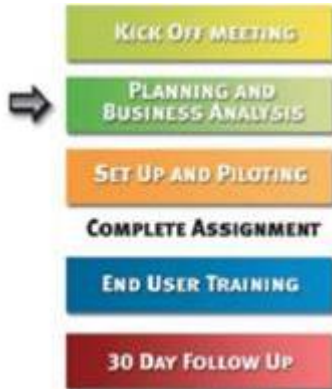 KICK OFF MEETING
PLANNING AND
BUSINESS ANALYSIS
SET UP AND PILOTING
COMPLETE ASSIGNMENT
END USER TRAINING
30 DAY FOLLOW UP